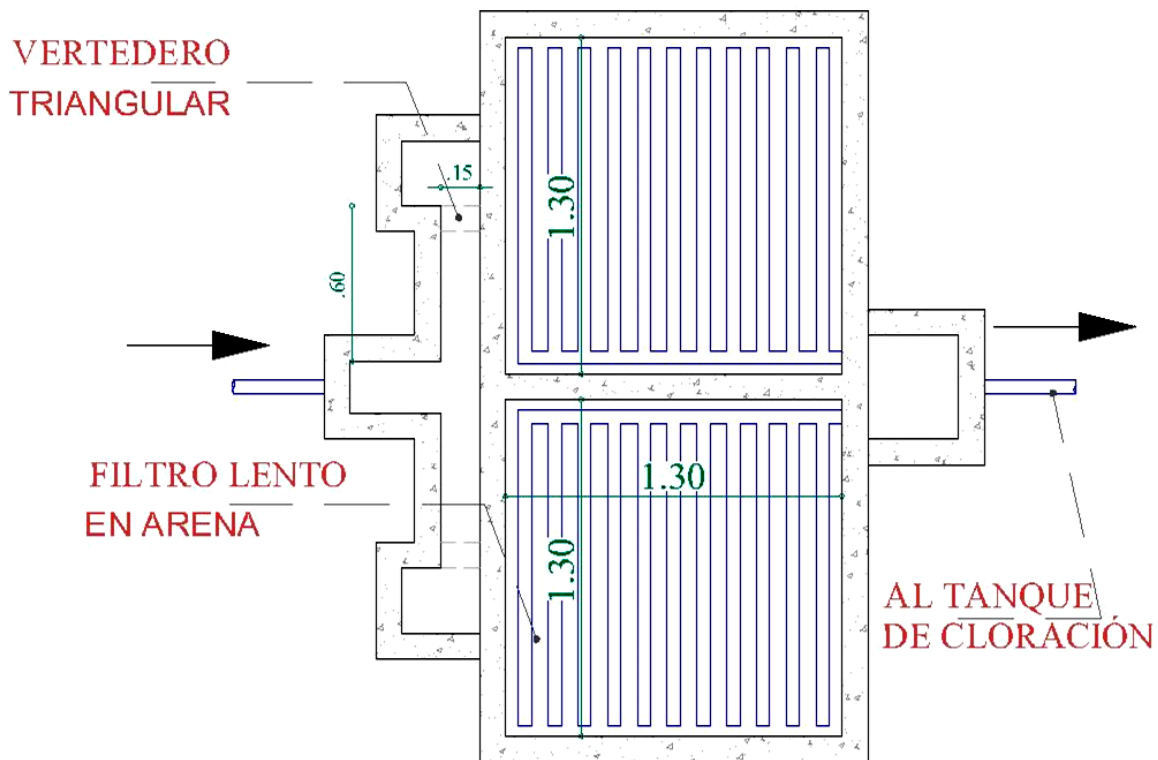 VERTEDERO
TRIANGULAR
.15
1.30
.60
FILTRO LENTO
EN ARENA
1.30
1.30
AL TANQUE
DE CLORACIÓN